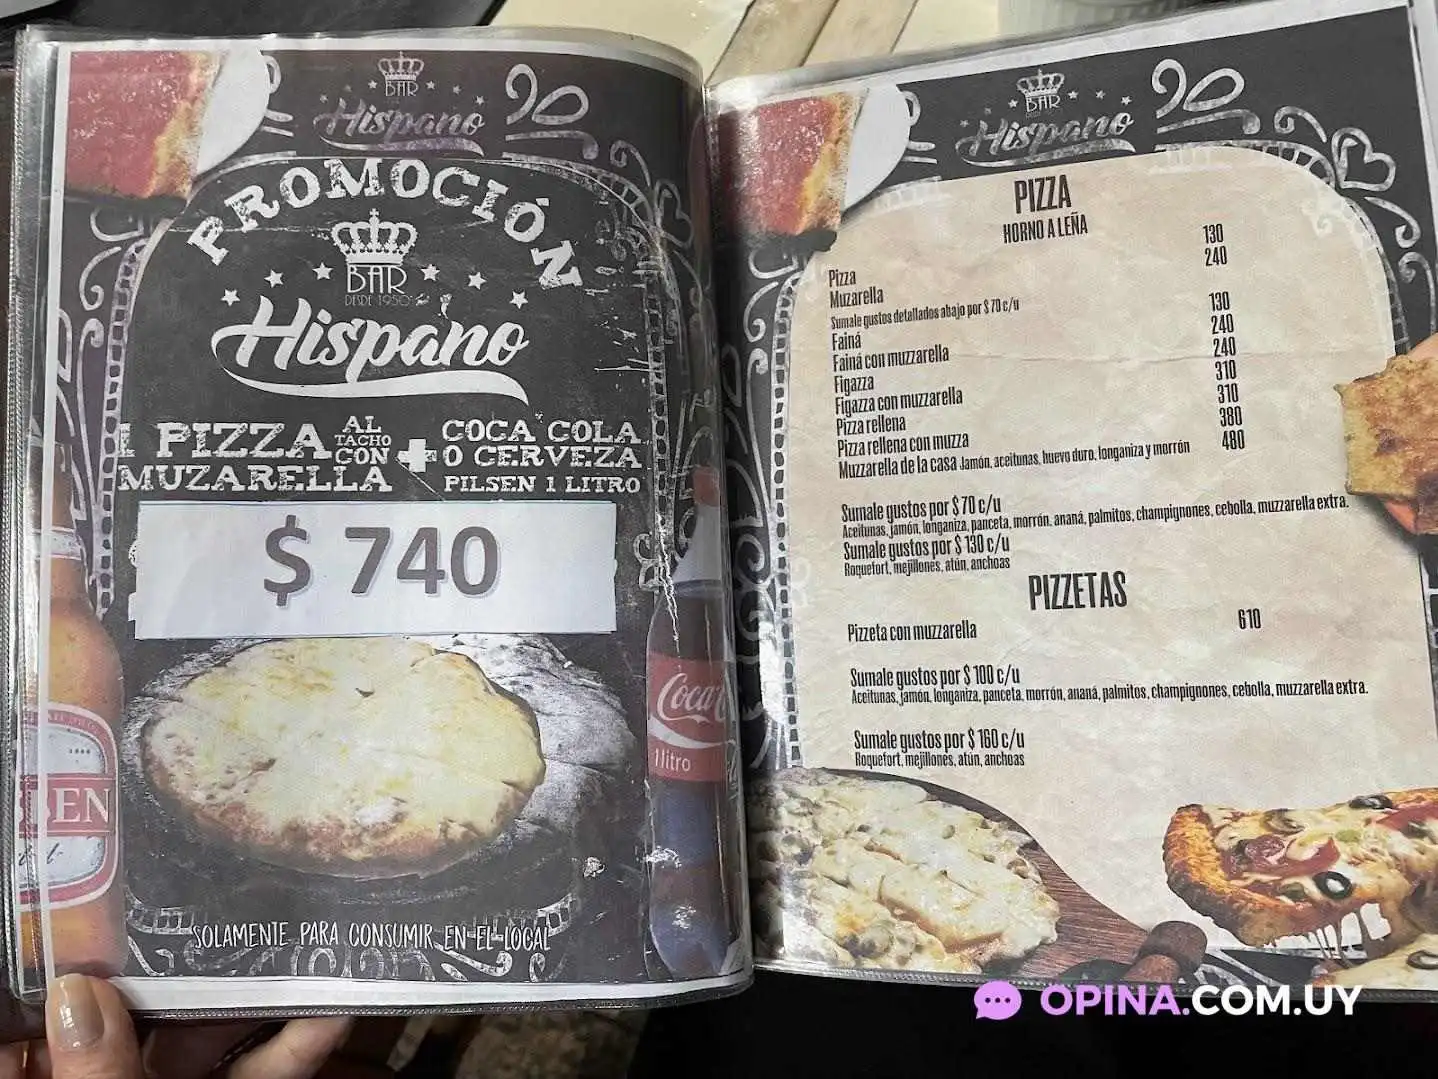 BAR
Hispano
PROMOCIÓN
BAR
DESDE 1950
Hispano
1 PIZZA AL TACHO CON MUZARELLA + COCA COLA O CERVEZA PILSEN 1 LITRO
$ 740
Coca
1 litro
DEN
SOLAMENTE PARA CONSUMIR EN EL LOCAL
BAR
Hispano
PIZZA
HORNO A LEÑA
Pizza 130
Muzarella 240
Sumale gustos detallados abajo por $ 70 c/u
Fainá 130
Fainá con muzzarella 240
Figazza 240
Figazza con muzzarella 310
Pizza rellena 310
Pizza rellena con muzza 380
Muzzarella de la casa Jamón, aceitunas, huevo duro, longaniza y morrón 480
Sumale gustos por $ 70 c/u
Aceitunas, jamón, longaniza, panceta, morrón, ananá, palmitos, champignones, cebolla, muzzarella extra.
Sumale gustos por $ 130 c/u
Roquefort, mejillones, atún, anchoas
PIZZETAS
Pizzeta con muzzarella 610
Sumale gustos por $ 100 c/u
Aceitunas, jamón, longaniza, panceta, morrón, ananá, palmitos, champignones, cebolla, muzzarella extra.
Sumale gustos por $ 160 c/u
Roquefort, mejillones, atún, anchoas
OPINA.COM.UY